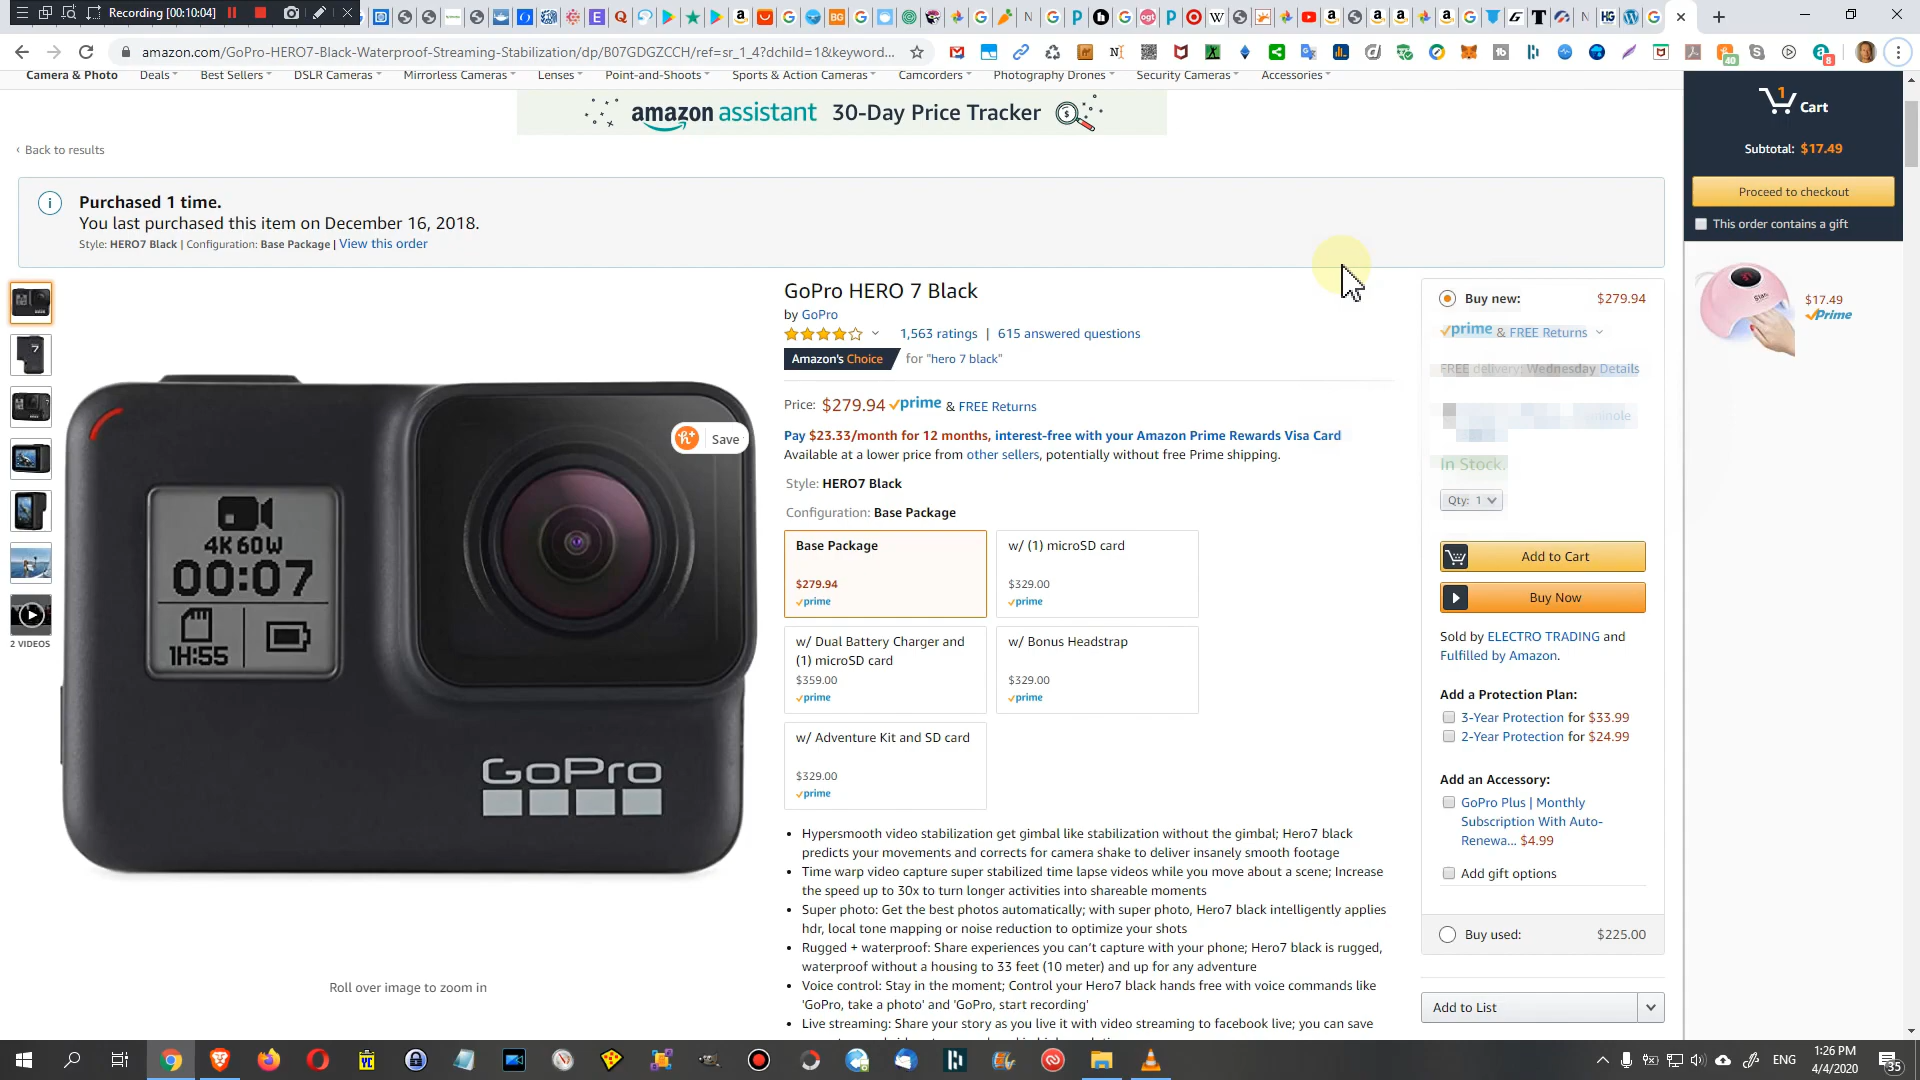 Recording [00:10:04]
amazon.com/GoPro-HERO7-Black-Waterproof-Streaming-Stabilization/dp/B07GDGZCCH/ref=sr_1_4?dchild=1&keyword...
Camera & Photo Deals Best Sellers DSLR Cameras Mirrorless Cameras Lenses Point-and-Shoots Sports & Action Cameras Camcorders Photography Drones Security Cameras Accessories
amazon assistant 30-Day Price Tracker
1
Cart
Subtotal: $17.49
Proceed to checkout
This order contains a gift
$17.49
prime
‹ Back to results
Purchased 1 time.
You last purchased this item on December 16, 2018.
Style: HERO7 Black | Configuration: Base Package | View this order
2 VIDEOS
Save
4K 60W
00:07
1H:55
GoPro
Roll over image to zoom in
GoPro HERO 7 Black
by GoPro
1,563 ratings | 615 answered questions
Amazon's Choice for "hero 7 black"
Price: $279.94 prime & FREE Returns
Pay $23.33/month for 12 months, interest-free with your Amazon Prime Rewards Visa Card
Available at a lower price from other sellers, potentially without free Prime shipping.
Style: HERO7 Black
Configuration: Base Package
Base Package
$279.94
prime
w/ (1) microSD card
$329.00
prime
w/ Dual Battery Charger and
(1) microSD card
$359.00
prime
w/ Bonus Headstrap
$329.00
prime
w/ Adventure Kit and SD card
$329.00
prime
• Hypersmooth video stabilization get gimbal like stabilization without the gimbal; Hero7 black
predicts your movements and corrects for camera shake to deliver insanely smooth footage
• Time warp video capture super stabilized time lapse videos while you move about a scene; Increase
the speed up to 30x to turn longer activities into shareable moments
• Super photo: Get the best photos automatically; with super photo, Hero7 black intelligently applies
hdr, local tone mapping or noise reduction to optimize your shots
• Rugged + waterproof: Share experiences you can't capture with your phone; Hero7 black is rugged,
waterproof without a housing to 33 feet (10 meter) and up for any adventure
• Voice control: Stay in the moment; Control your Hero7 black hands free with voice commands like
'GoPro, take a photo' and 'GoPro, start recording'
• Live streaming: Share your story as you live it with video streaming to facebook live; you can save
Buy new: $279.94
prime & FREE Returns
FREE delivery: Wednesday Details
In Stock.
Qty: 1
Add to Cart
Buy Now
Sold by ELECTRO TRADING and
Fulfilled by Amazon.
Add a Protection Plan:
3-Year Protection for $33.99
2-Year Protection for $24.99
Add an Accessory:
GoPro Plus | Monthly
Subscription With Auto-
Renewa... $4.99
Add gift options
Buy used: $225.00
Add to List
ENG
1:26 PM
4/4/2020
35